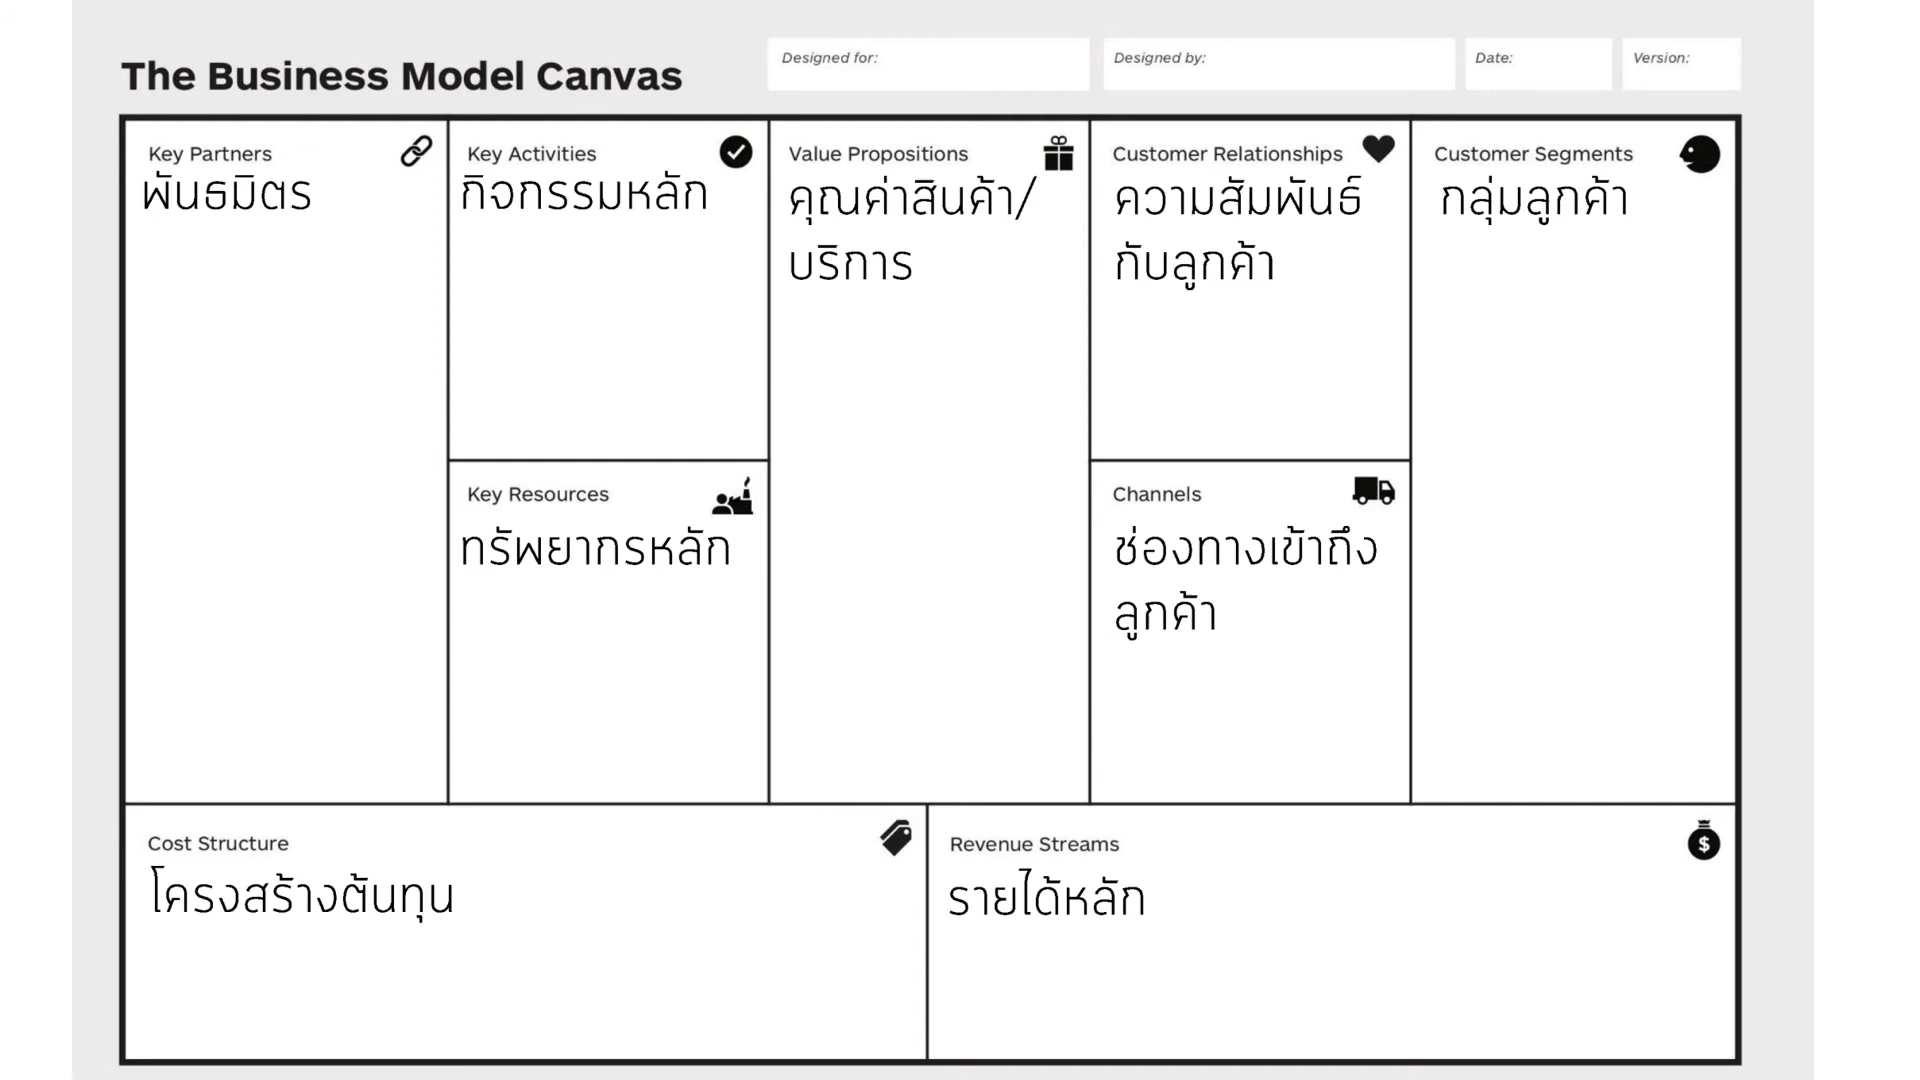 The Business Model Canvas
Designed for:
Designed by:
Date:
Version:
Key Partners
พันธมิตร
Key Activities
กิจกรรมหลัก
Key Resources
ทรัพยากรหลัก
Value Propositions
คุณค่าสินค้า/
บริการ
Customer Relationships
ความสัมพันธ์
กับลูกค้า
Channels
ช่องทางเข้าถึง
ลูกค้า
Customer Segments
กลุ่มลูกค้า
Cost Structure
โครงสร้างต้นทุน
Revenue Streams
รายได้หลัก
$